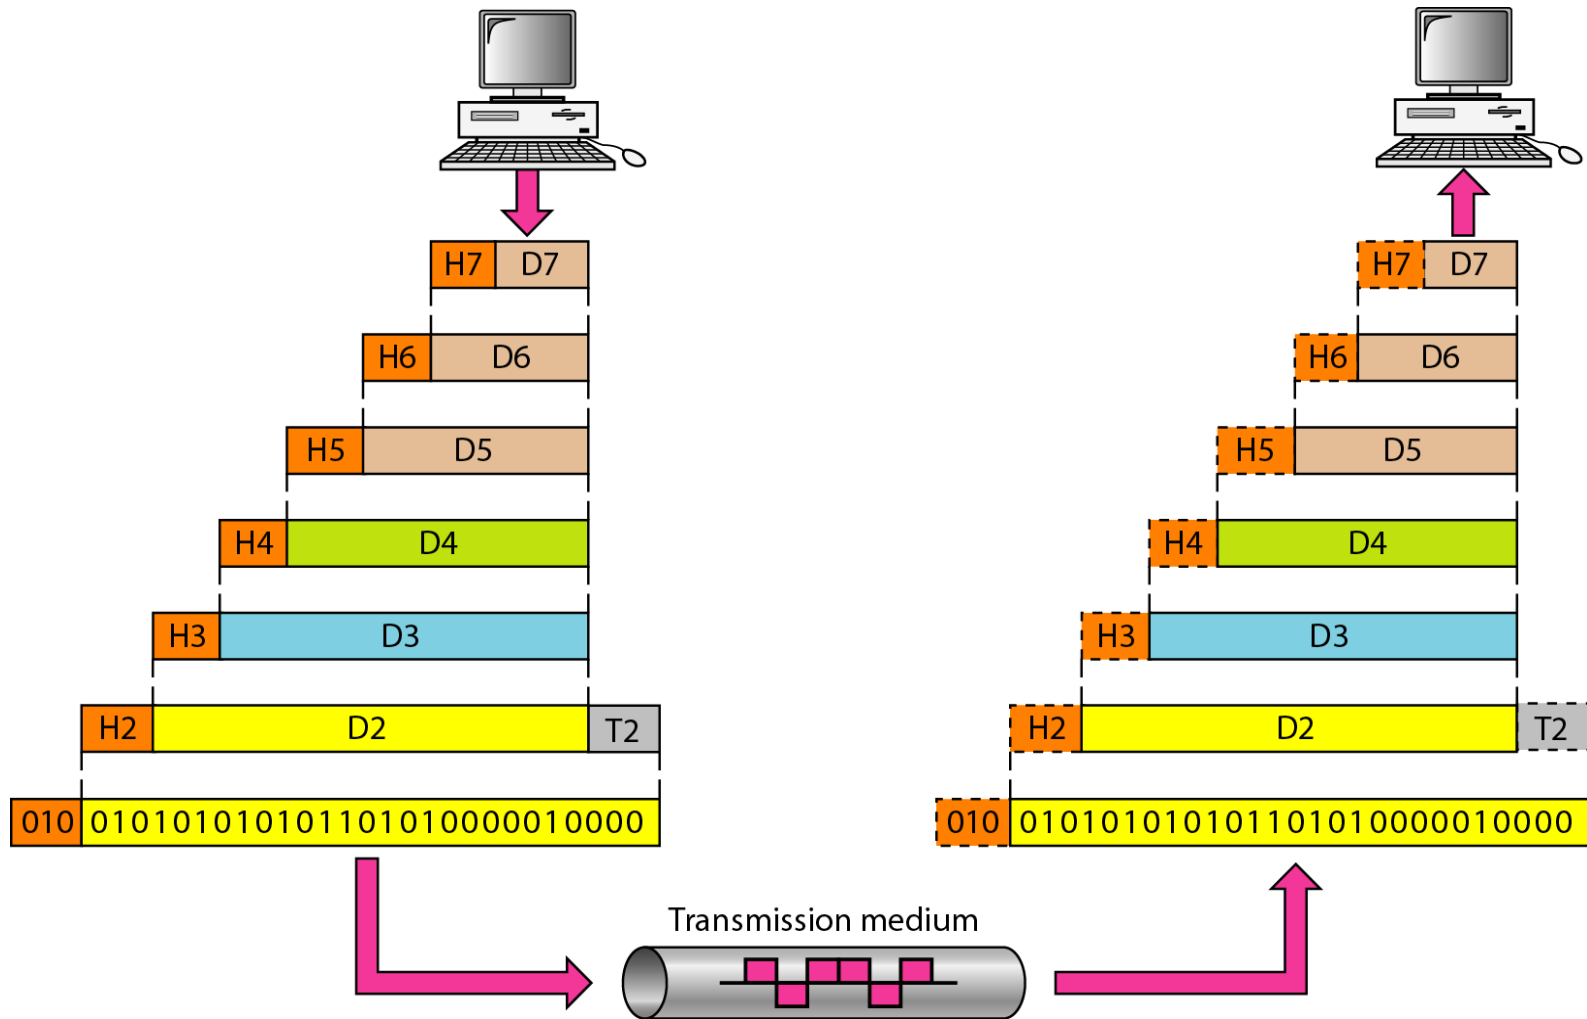 H7 D7
H7 D7
H6 D6
H6 D6
H5 D5
H5 D5
H4 D4
H4 D4
H3 D3
H3 D3
H2 D2 T2
H2 D2 T2
010 010101010101101010000010000
010 010101010101101010000010000
Transmission medium